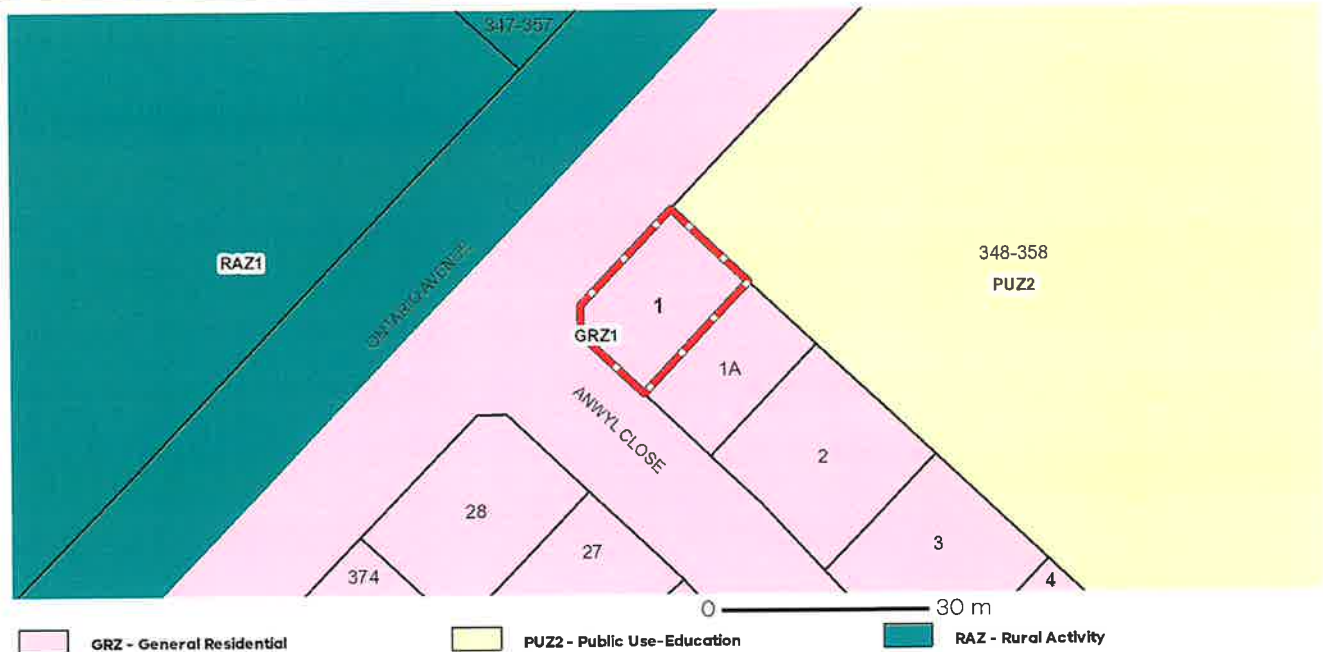 347-357
RAZ1
ONTARIO AVENUE
348-358
PUZ2
1
GRZ1
1A
ANWYL CLOSE
2
28
27
3
374
4
0 30 m
GRZ - General Residential
PUZ2 - Public Use-Education
RAZ - Rural Activity